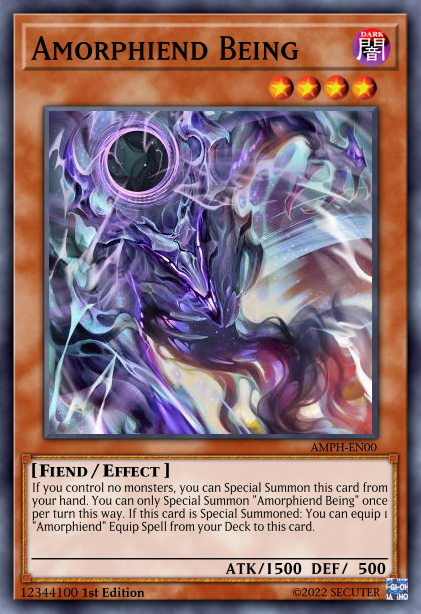 AMORPHIEND BEING
DARK
闇
AMPH-EN00
[FIEND / EFFECT ]
If you control no monsters, you can Special Summon this card from
your hand. You can only Special Summon "Amorphiend Being" once
per turn this way. If this card is Special Summoned: You can equip 1
"Amorphiend" Equip Spell from your Deck to this card.
ATK/1500 DEF/ 500
12344100 1st Edition
©2022 SECUTER